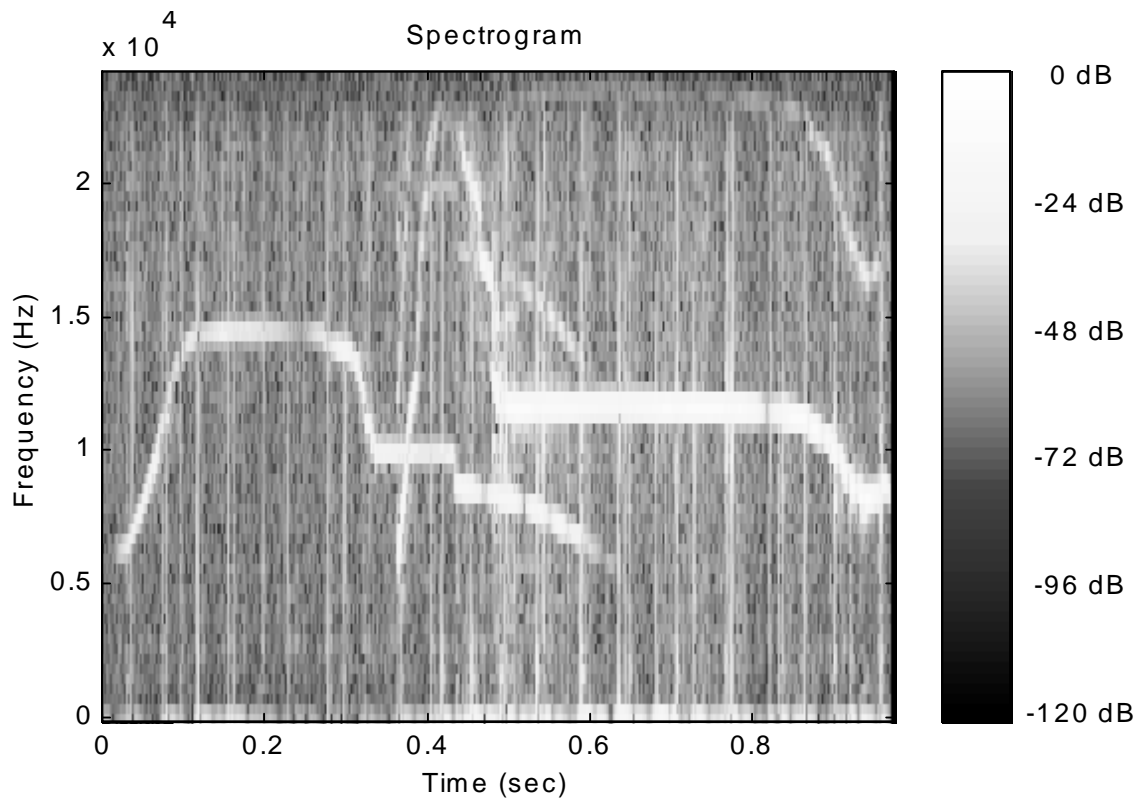 x 10 4
Spectrogram
0 dB
-24 dB
-48 dB
-72 dB
-96 dB
-120 dB
Frequency (Hz)
2
1.5
1
0.5
0
0 0.2 0.4 0.6 0.8
Time (sec)